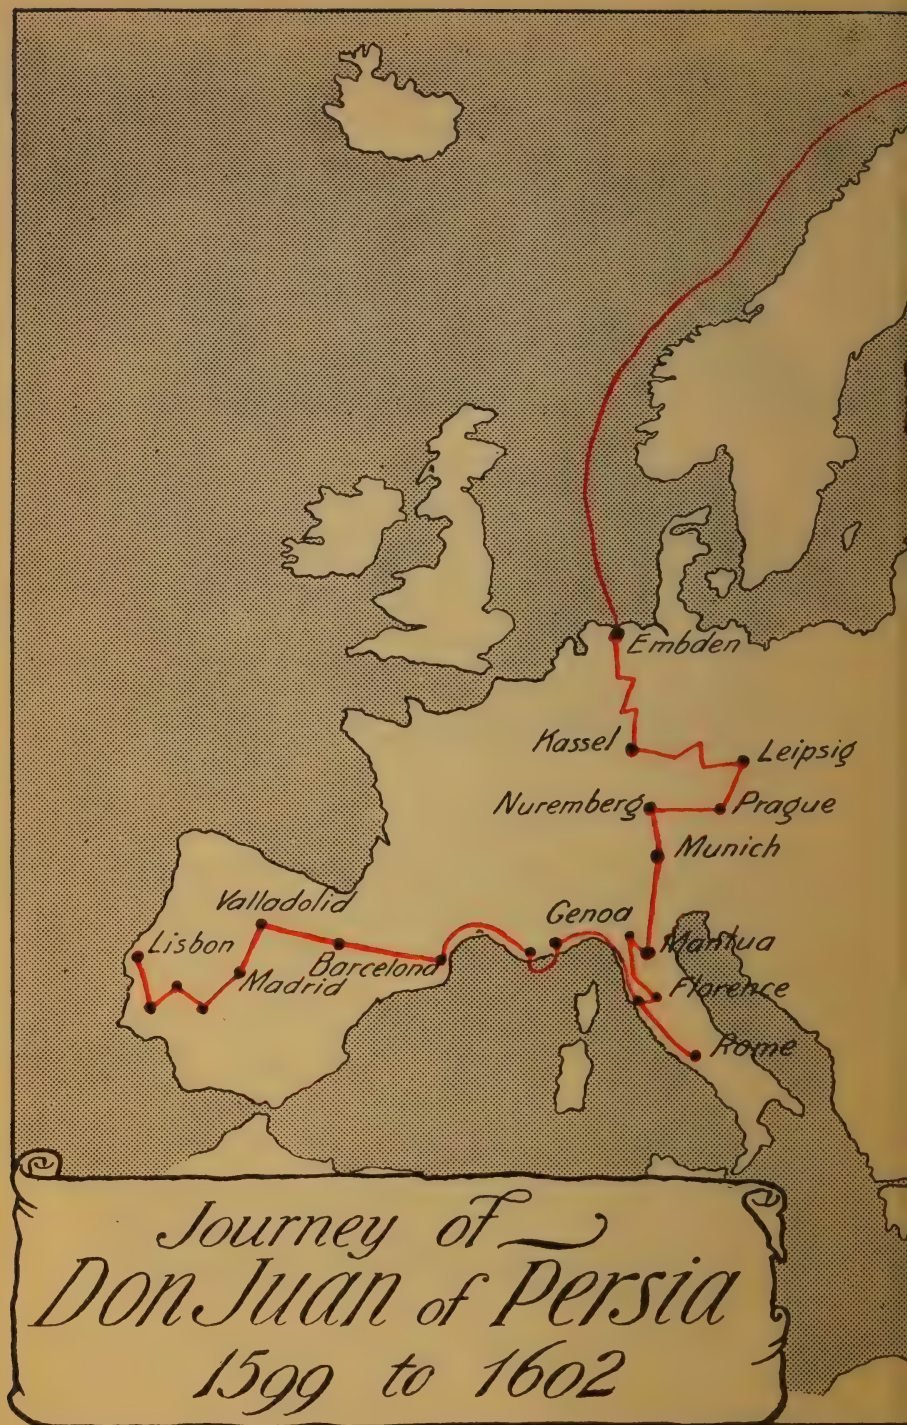 Embden
Kassel
Leipsig
Nuremberg
Prague
Munich
Valladolid
Genoa
Lisbon
Mantua
Barcelona
Madrid
Florence
Rome
Journey of
Don Juan of Persia
1599 to 1602